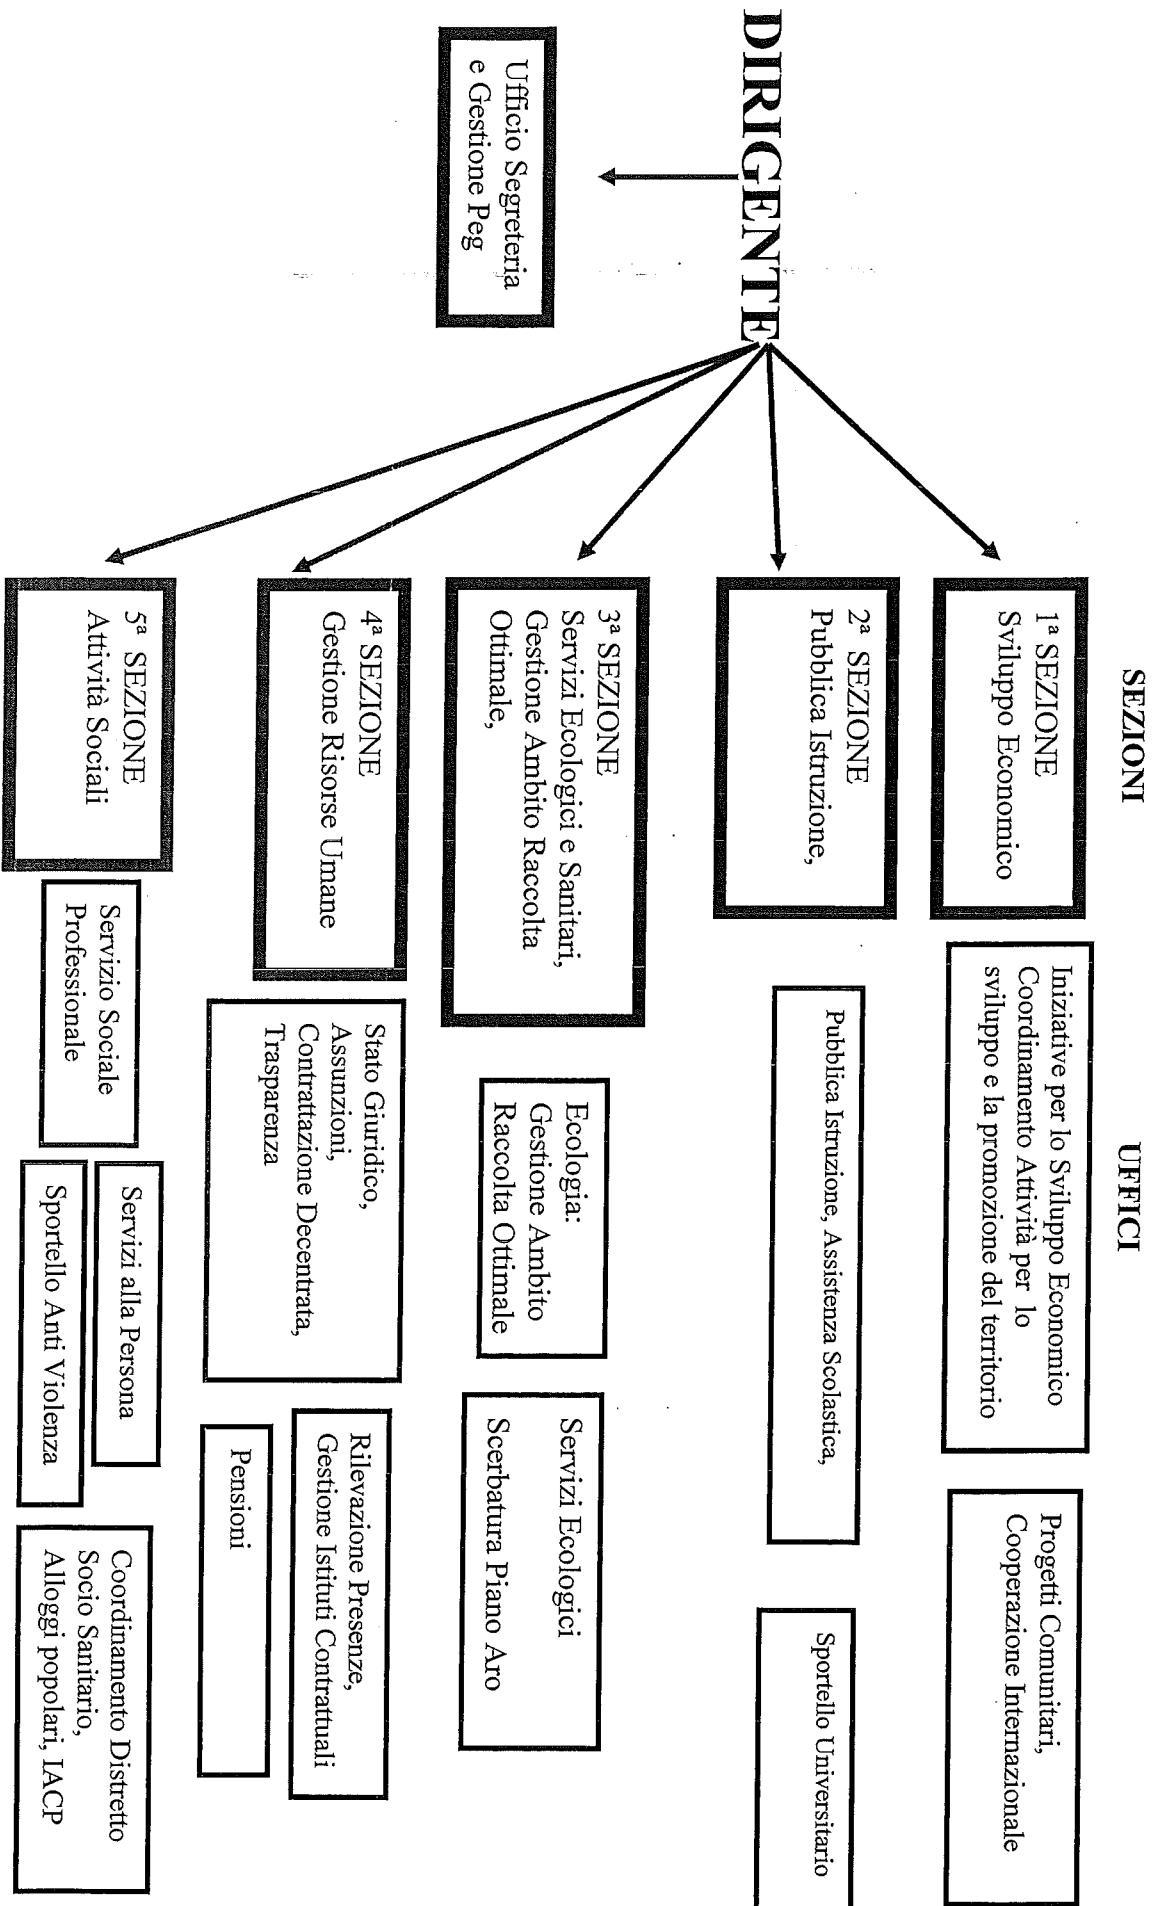 DIRIGENTE
Ufficio Segreteria
e Gestione Peg
SEZIONI
UFFICI
1ª SEZIONE
Sviluppo Economico
Iniziative per lo Sviluppo Economico
Coordinamento Attività per lo
sviluppo e la promozione del territorio
Progetti Comunitari,
Cooperazione Internazionale
2ª SEZIONE
Pubblica Istruzione,
Pubblica Istruzione, Assistenza Scolastica,
Sportello Universitario
3ª SEZIONE
Servizi Ecologici e Sanitari,
Gestione Ambito Raccolta
Ottimale,
Ecologia:
Gestione Ambito
Raccolta Ottimale
Servizi Ecologici
Scerbatura Piano Aro
4ª SEZIONE
Gestione Risorse Umane
Stato Giuridico,
Assunzioni,
Contrattazione Decentrata,
Trasparenza
Rilevazione Presenze,
Gestione Istituti Contrattuali
Pensioni
5ª SEZIONE
Attività Sociali
Servizio Sociale
Professionale
Servizi alla Persona
Sportello Anti Violenza
Coordinamento Distretto
Socio Sanitario,
Alloggi popolari, IACP